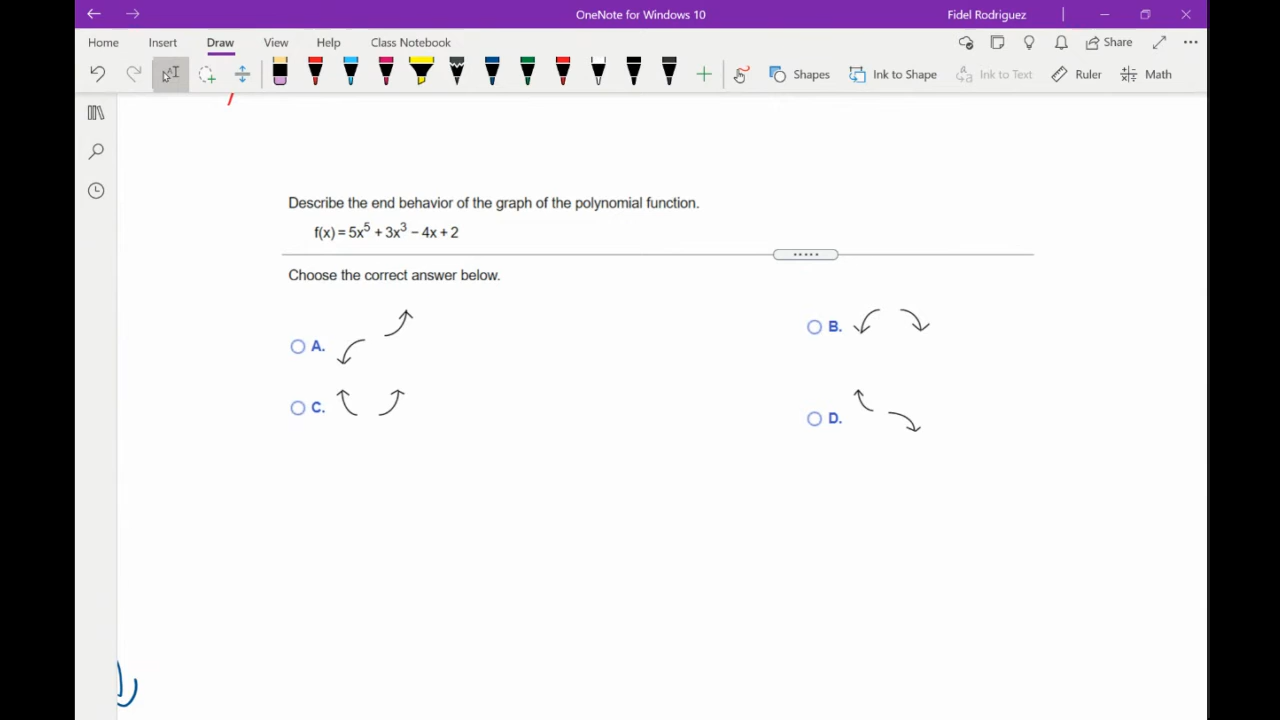 OneNote for Windows 10
Fidel Rodriguez
Home Insert Draw View Help Class Notebook
Share
Shapes Ink to Shape Ink to Text Ruler Math
Describe the end behavior of the graph of the polynomial function.
f(x) = 5x⁵ + 3x³ − 4x + 2
Choose the correct answer below.
A.
B.
C.
D.